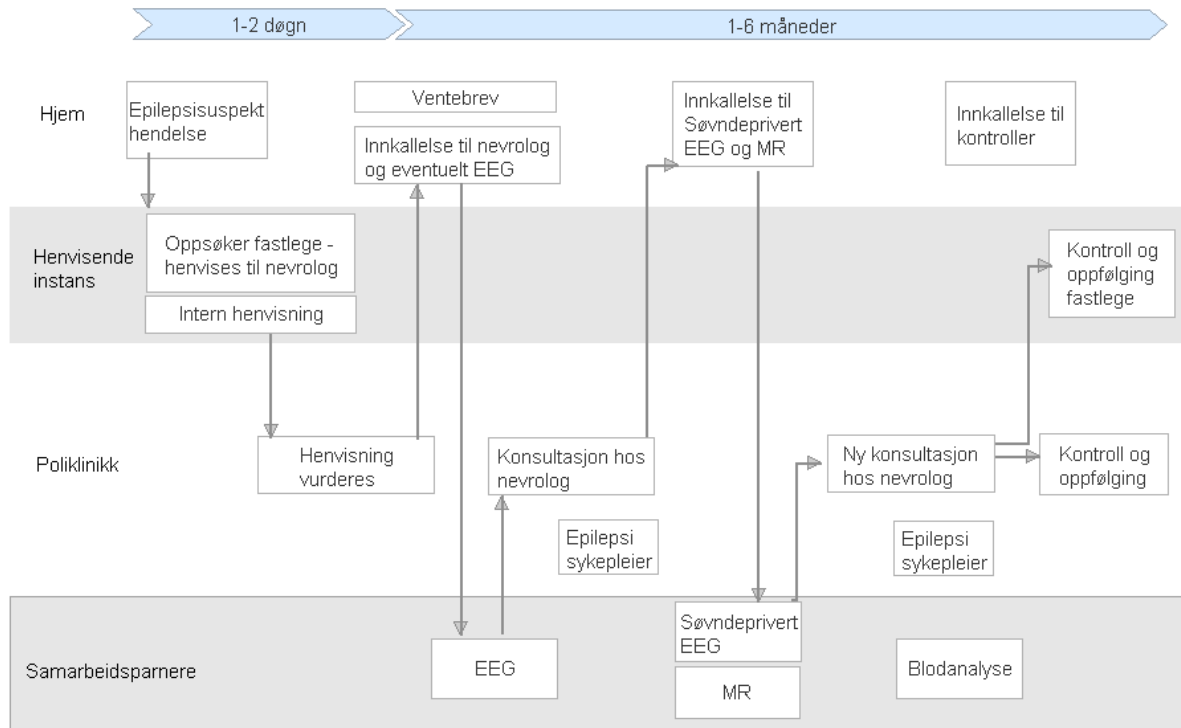 1-2 døgn
1-6 måneder
Hjem
Epilepsisuspekt
hendelse
Ventebrev
Innkallelse til nevrolog
og eventuelt EEG
Innkallelse til
Søvndeprivert
EEG og MR
Innkallelse til
kontroller
Henvisende
instans
Oppsøker fastlege -
henvises til nevrolog
Intern henvisning
Kontroll og
oppfølging
fastlege
Poliklinikk
Henvisning
vurderes
Konsultasjon hos
nevrolog
Ny konsultasjon
hos nevrolog
Kontroll og
oppfølging
Epilepsi
sykepleier
Epilepsi
sykepleier
Samarbeidsparnere
EEG
Søvndeprivert
EEG
MR
Blodanalyse